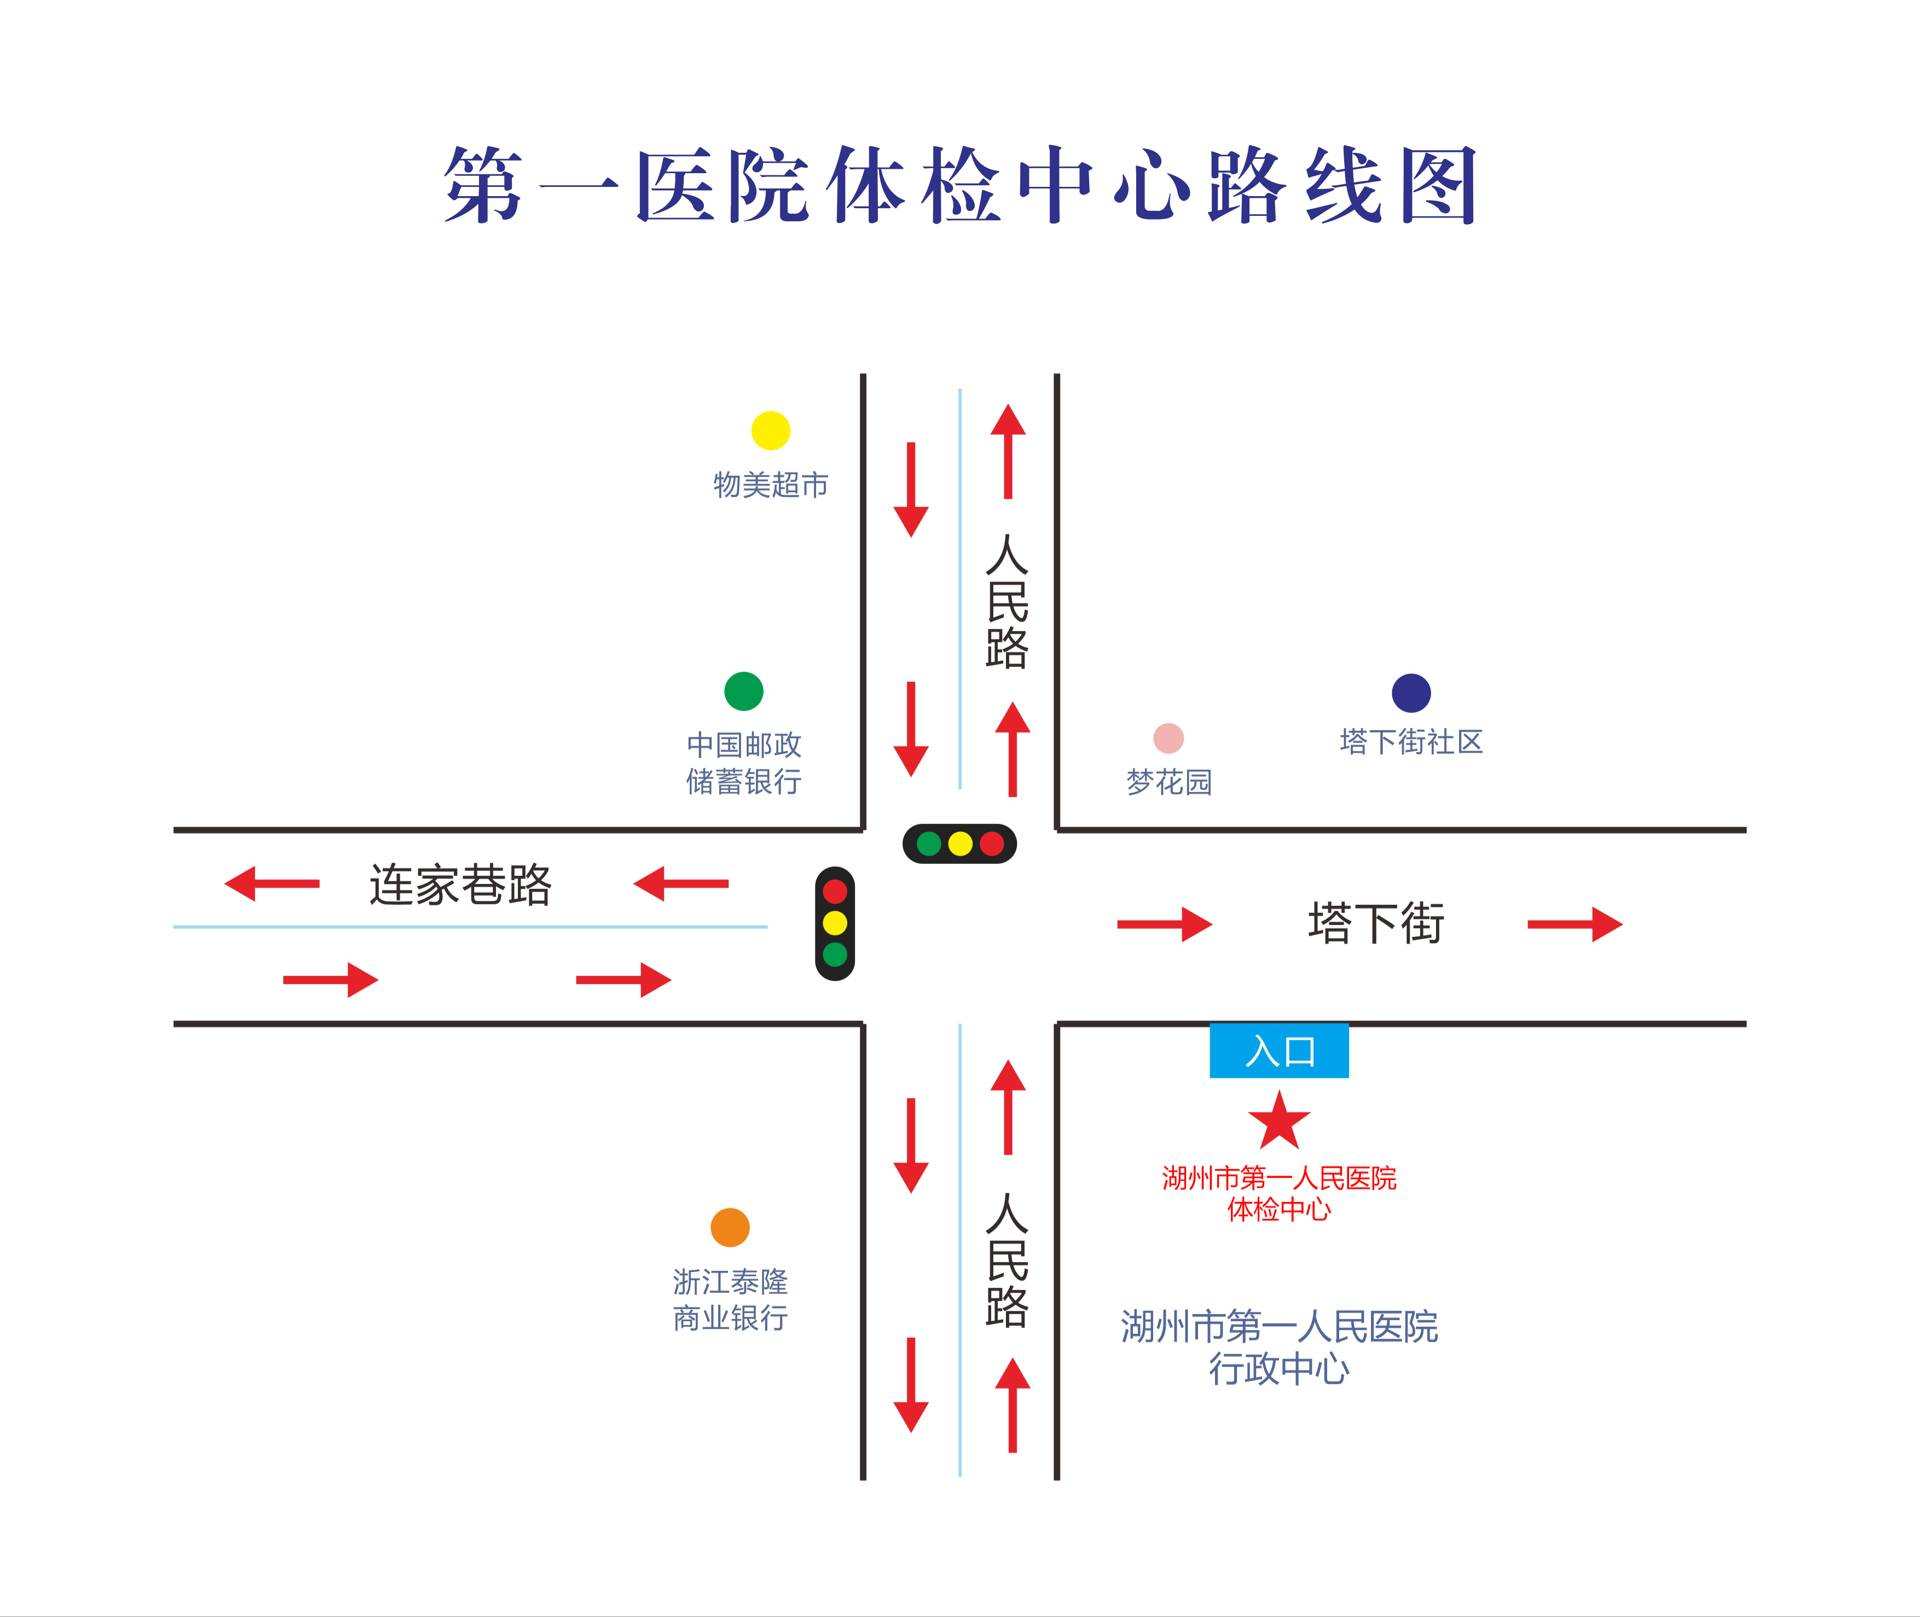 第一医院体检中心路线图
物美超市
人民路
中国邮政
储蓄银行
梦花园
塔下街社区
连家巷路
塔下街
入口
湖州市第一人民医院
体检中心
人民路
浙江泰隆
商业银行
湖州市第一人民医院
行政中心